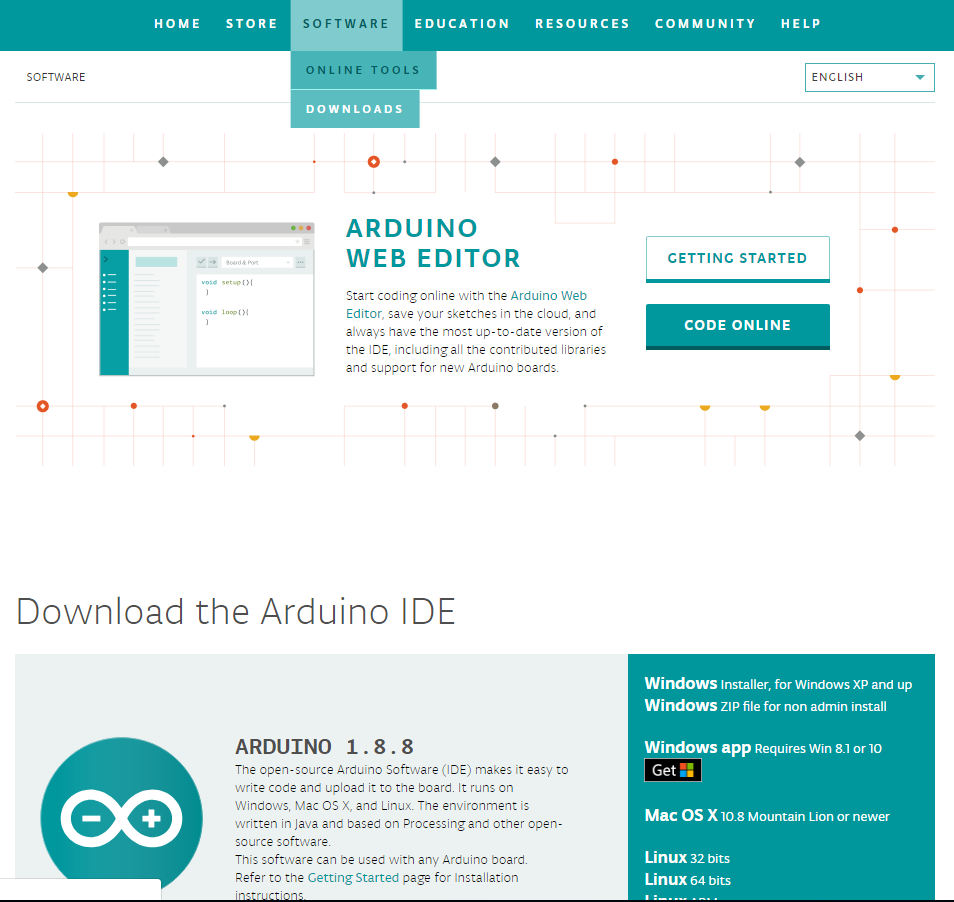 HOME STORE SOFTWARE EDUCATION RESOURCES COMMUNITY HELP
ONLINE TOOLS
DOWNLOADS
SOFTWARE
ENGLISH
Board & Port
void setup(){
}
void loop(){
}
ARDUINO
WEB EDITOR
Start coding online with the Arduino Web
Editor, save your sketches in the cloud, and
always have the most up-to-date version of
the IDE, including all the contributed libraries
and support for new Arduino boards.
GETTING STARTED
CODE ONLINE
Download the Arduino IDE
ARDUINO 1.8.8
The open-source Arduino Software (IDE) makes it easy to
write code and upload it to the board. It runs on
Windows, Mac OS X, and Linux. The environment is
written in Java and based on Processing and other open-
source software.
This software can be used with any Arduino board.
Refer to the Getting Started page for Installation
instructions.
Windows Installer, for Windows XP and up
Windows ZIP file for non admin install
Windows app Requires Win 8.1 or 10
Get
Mac OS X 10.8 Mountain Lion or newer
Linux 32 bits
Linux 64 bits
Linux ARM